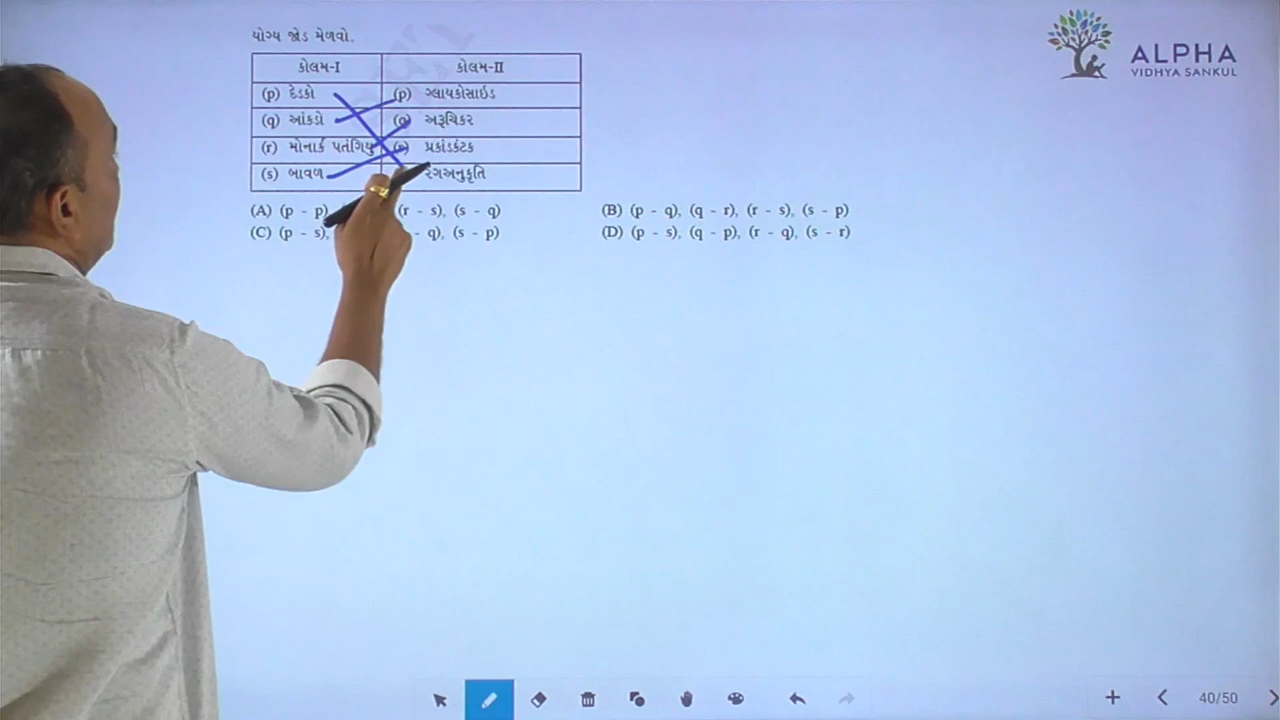 યોગ્ય જોડ મેળવો.
ALPHA
VIDHYA SANKUL
કોલમ-I કોલમ-II
(p) દેડકો (p) ગ્લાયકોસાઇડ
(q) આંકડો (q) અરૂચિકર
(r) મોનાર્ક પતંગિયુ (r) પ્રકાંડકંટક
(s) બાવળ રંગઅનુકૃતિ
(A) (p - p) (r - s), (s - q) (B) (p - q), (q - r), (r - s), (s - p)
(C) (p - s), - q), (s - p) (D) (p - s), (q - p), (r - q), (s - r)
40/50